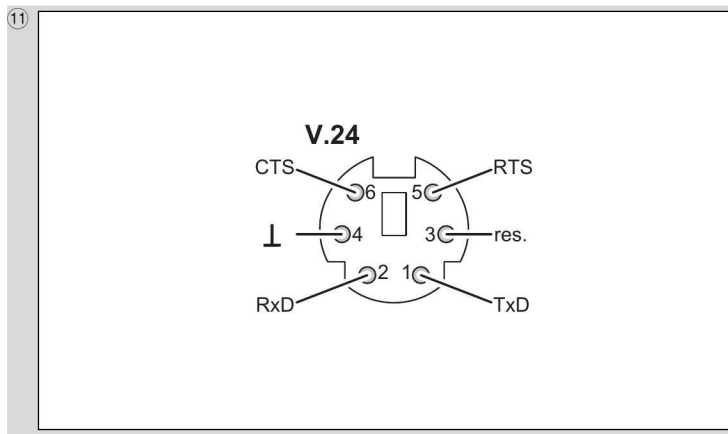 11
V.24
CTS 6 5 RTS
⊥ 4 3 res.
RxD 2 1 TxD